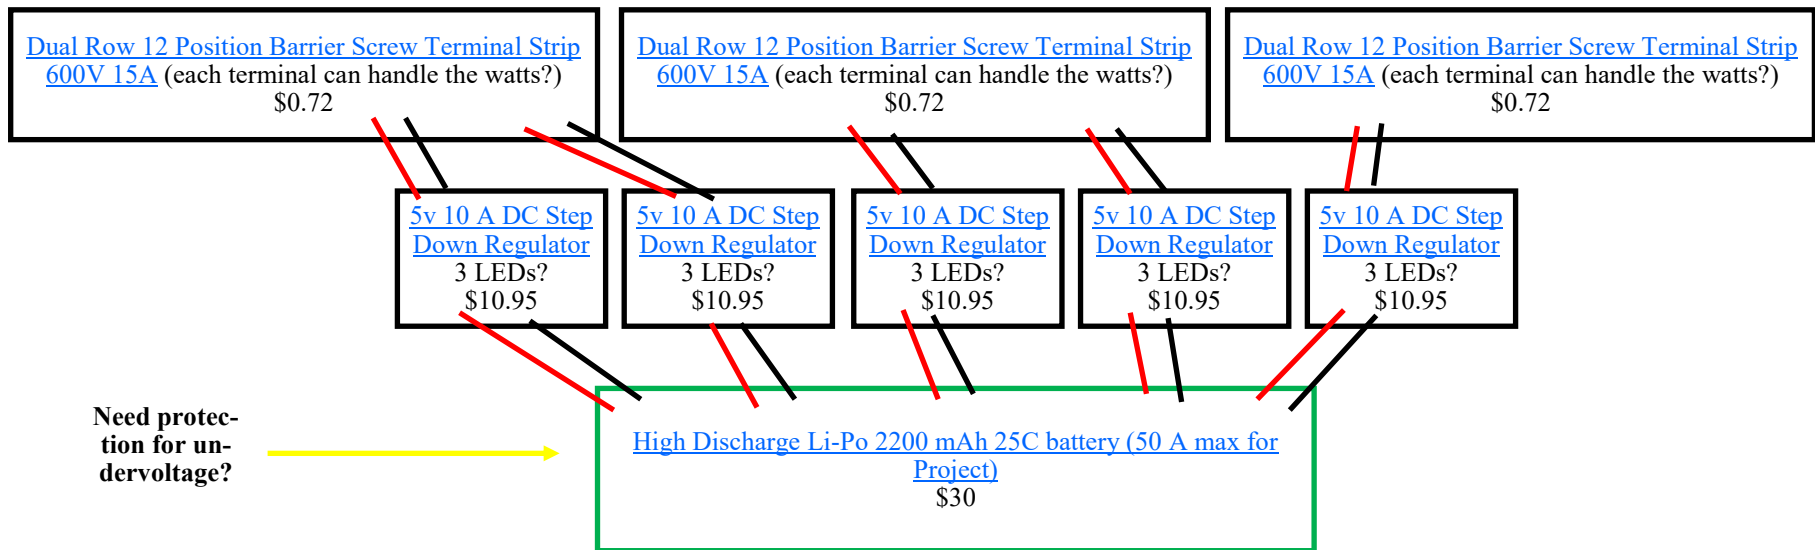 Dual Row 12 Position Barrier Screw Terminal Strip
600V 15A (each terminal can handle the watts?)
$0.72
Dual Row 12 Position Barrier Screw Terminal Strip
600V 15A (each terminal can handle the watts?)
$0.72
Dual Row 12 Position Barrier Screw Terminal Strip
600V 15A (each terminal can handle the watts?)
$0.72
5v 10 A DC Step
Down Regulator
3 LEDs?
$10.95
5v 10 A DC Step
Down Regulator
3 LEDs?
$10.95
5v 10 A DC Step
Down Regulator
3 LEDs?
$10.95
5v 10 A DC Step
Down Regulator
3 LEDs?
$10.95
5v 10 A DC Step
Down Regulator
3 LEDs?
$10.95
Need protec-
tion for un-
dervoltage?
High Discharge Li-Po 2200 mAh 25C battery (50 A max for
Project)
$30